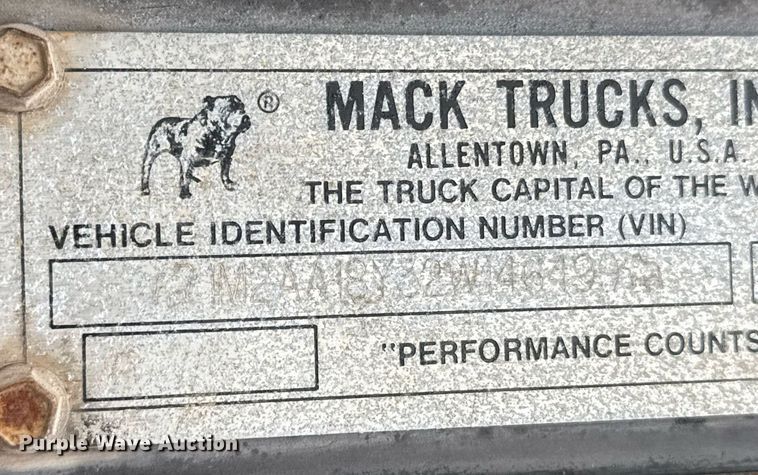 ®
MACK TRUCKS, IN
ALLENTOWN, PA., U.S.A.
THE TRUCK CAPITAL OF THE W
VEHICLE IDENTIFICATION NUMBER (VIN)
"PERFORMANCE COUNTS
Purple Wave Auction